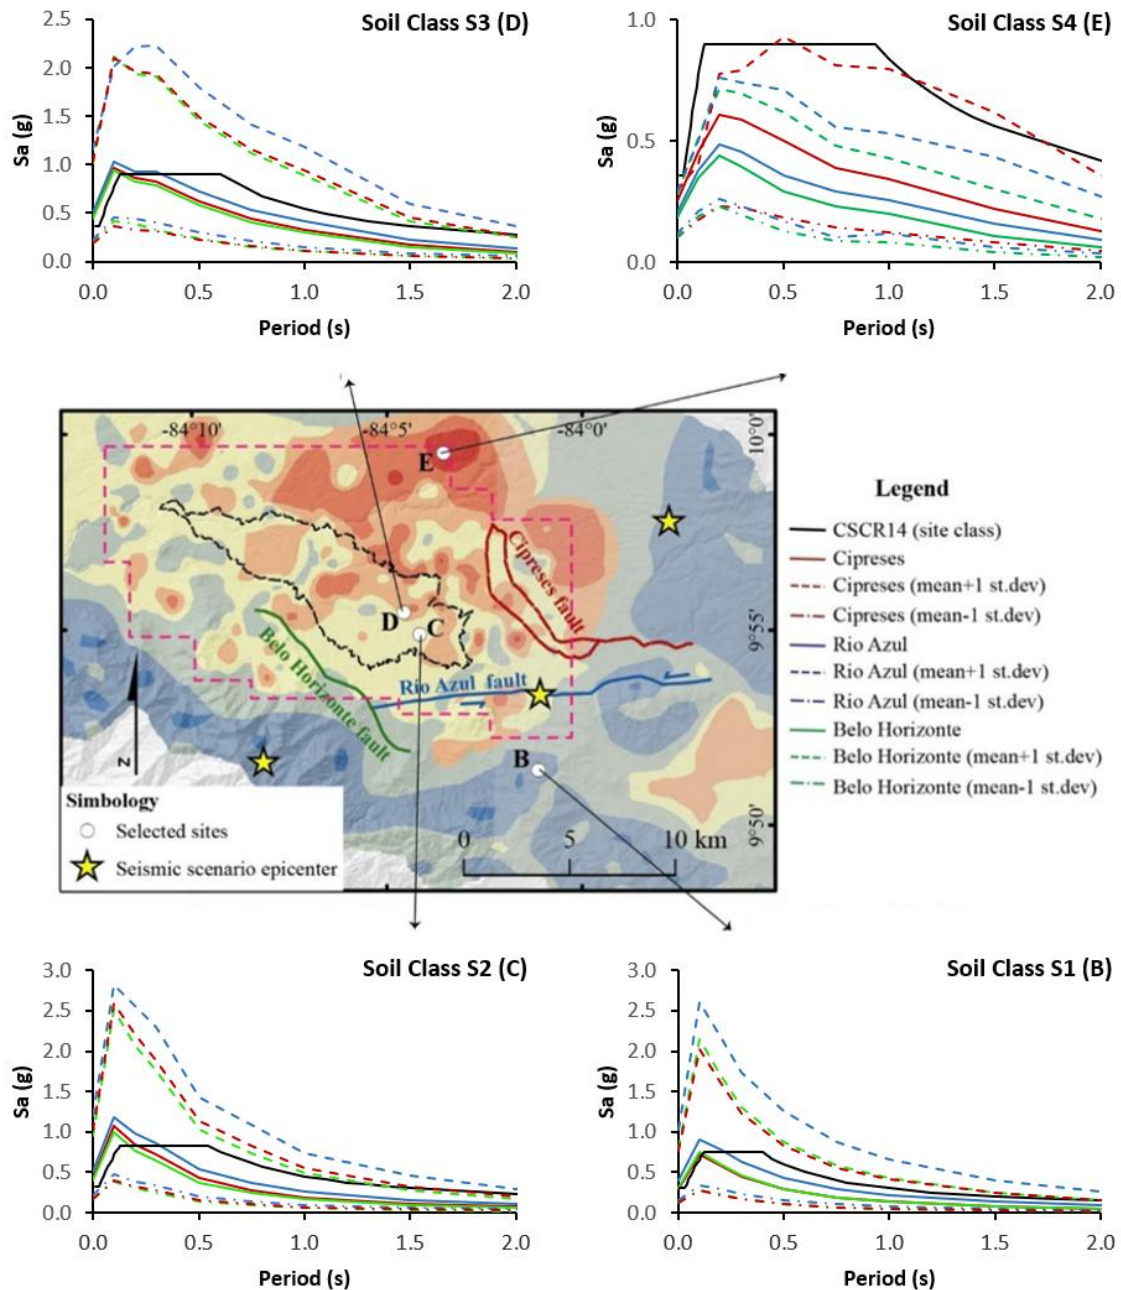 Soil Class S3 (D)
Sa (g)
2.5
2.0
1.5
1.0
0.5
0.0
0.0 0.5 1.0 1.5 2.0
Period (s)
Soil Class S4 (E)
Sa (g)
1.0
0.5
0.0
0.0 0.5 1.0 1.5 2.0
Period (s)
-84°10' -84°5' -84°0'
10°0'
9°55'
9°50'
E
D
C
B
Cipreses fault
Belo Horizonte fault
Río Azul fault
N
Simbology
Selected sites
Seismic scenario epicenter
0 5 10 km
Legend
CSCR14 (site class)
Cipreses
Cipreses (mean+1 st.dev)
Cipreses (mean-1 st.dev)
Rio Azul
Rio Azul (mean+1 st.dev)
Rio Azul (mean-1 st.dev)
Belo Horizonte
Belo Horizonte (mean+1 st.dev)
Belo Horizonte (mean-1 st.dev)
Soil Class S2 (C)
Sa (g)
3.0
2.5
2.0
1.5
1.0
0.5
0.0
0.0 0.5 1.0 1.5 2.0
Period (s)
Soil Class S1 (B)
Sa (g)
3.0
2.5
2.0
1.5
1.0
0.5
0.0
0.0 0.5 1.0 1.5 2.0
Period (s)